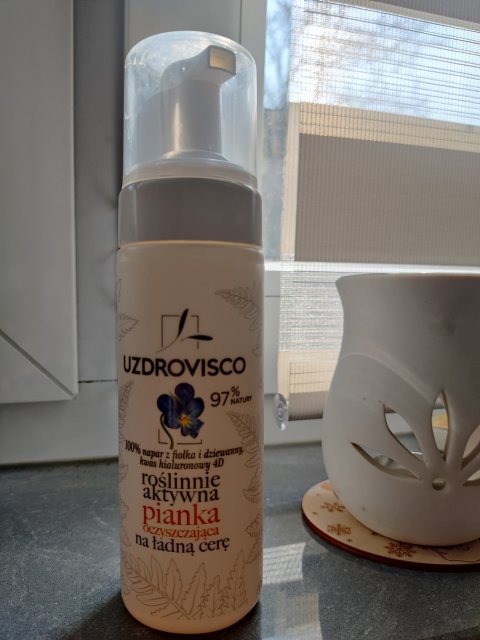 UZDROVISCO
97%
NATURY
100% napar z fiołka i dziewanny,
kwas hialuronowy 4D
roślinnie
aktywna
pianka
oczyszczająca
na ładną cerę